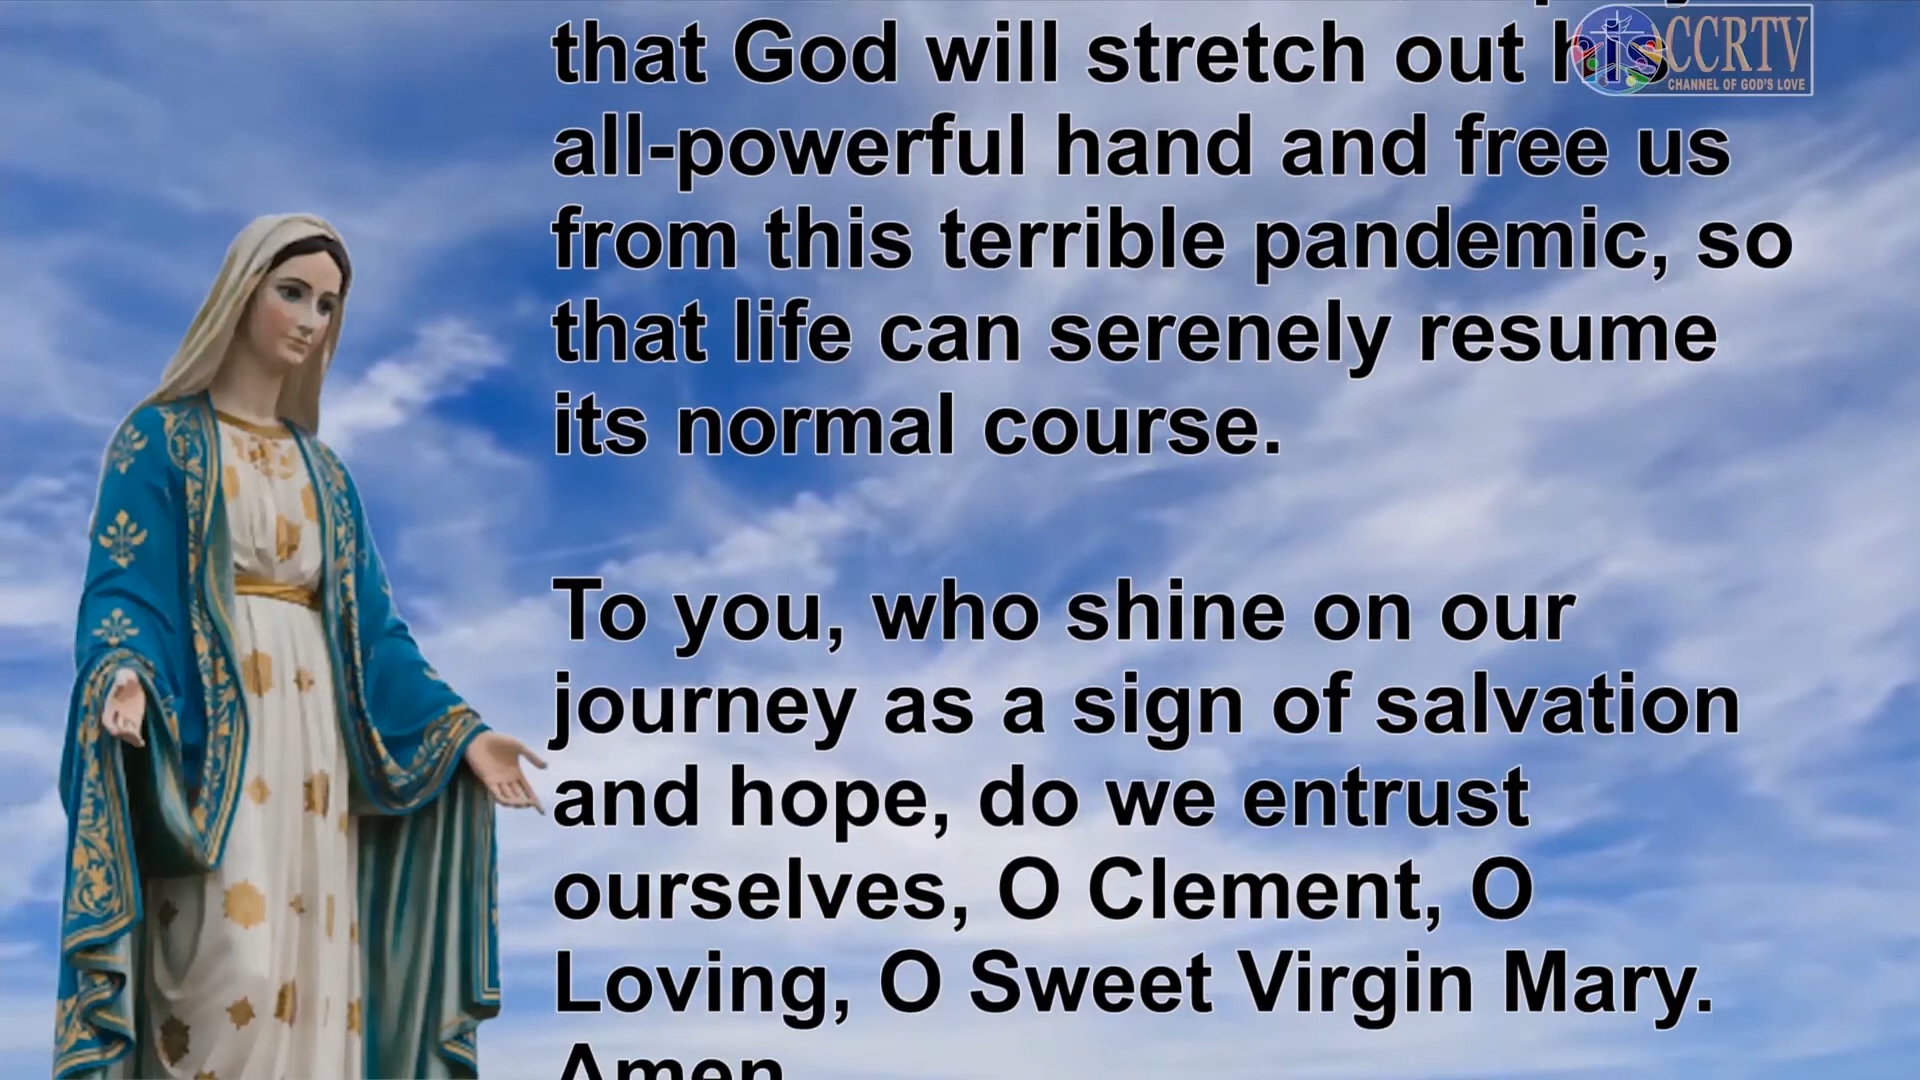 that God will stretch out his
all-powerful hand and free us
from this terrible pandemic, so
that life can serenely resume
its normal course.
To you, who shine on our
journey as a sign of salvation
and hope, do we entrust
ourselves, O Clement, O
Loving, O Sweet Virgin Mary.
Amen
CCRTV
CHANNEL OF GOD'S LOVE